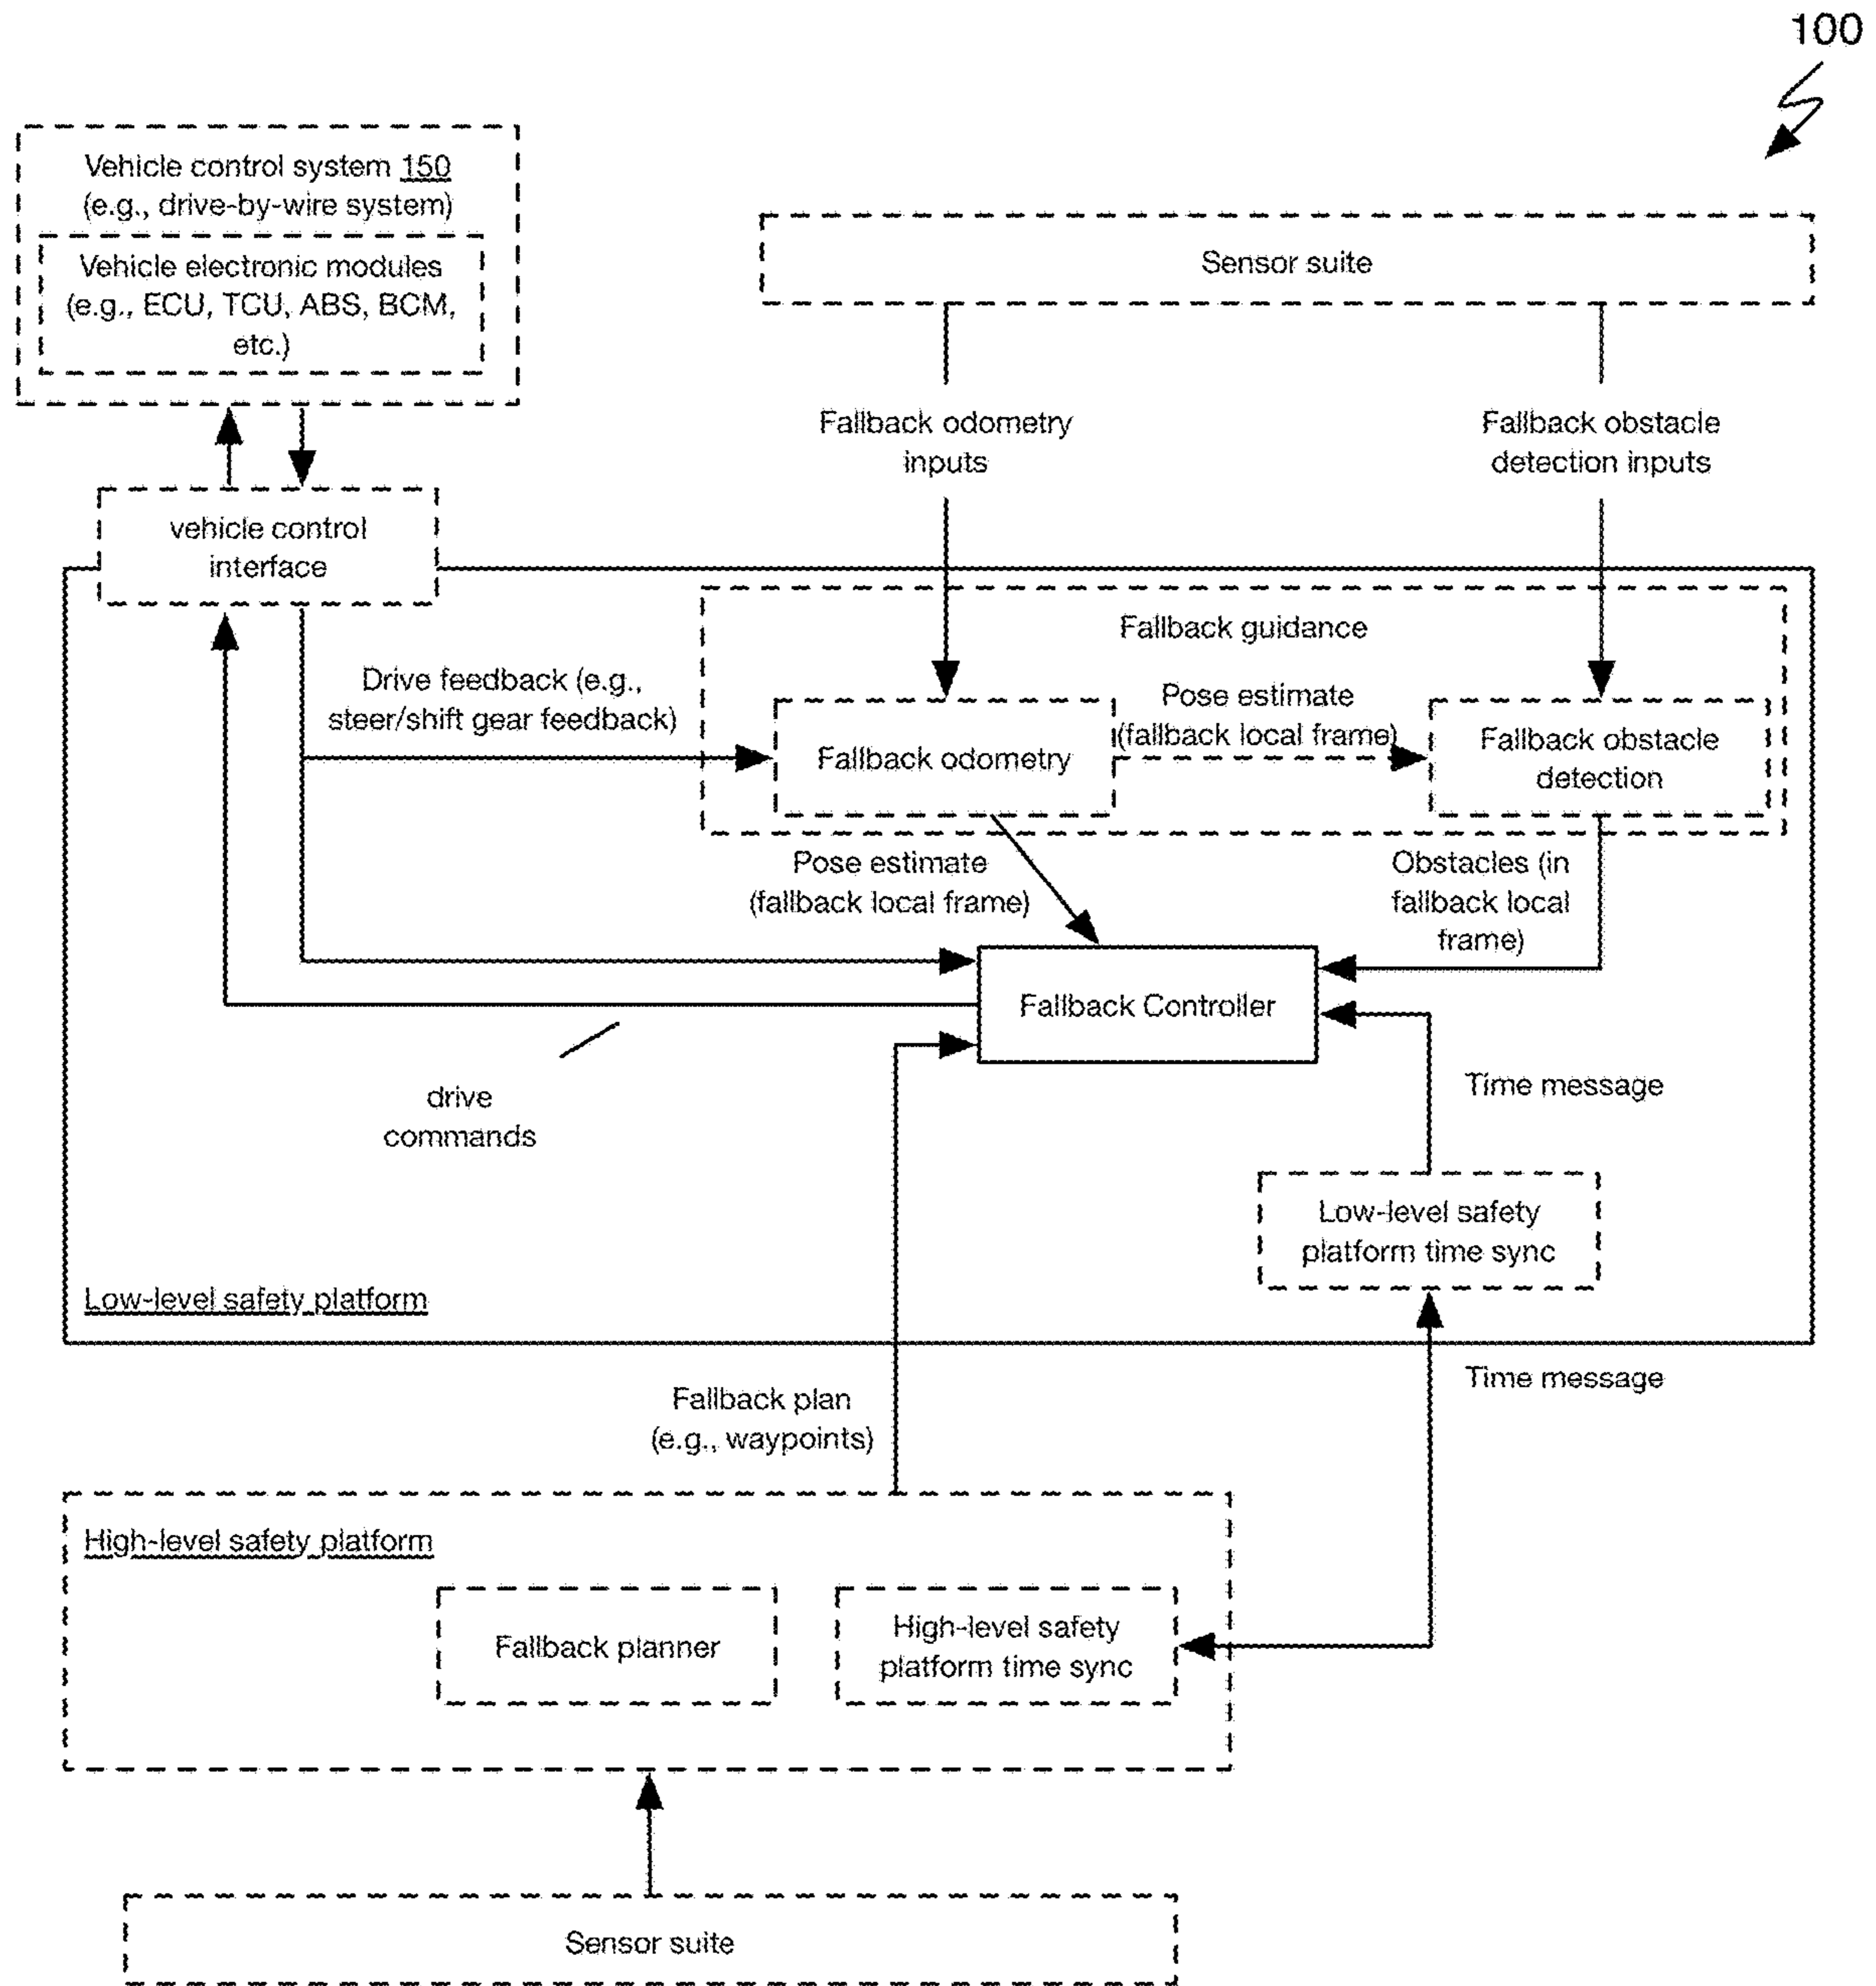 100
Vehicle control system 150
(e.g., drive-by-wire system)
Vehicle electronic modules
(e.g., ECU, TCU, ABS, BCM,
etc.)
Sensor suite
Fallback odometry
inputs
Fallback obstacle
detection inputs
vehicle control
interface
Fallback guidance
Drive feedback (e.g.,
steer/shift gear feedback)
Fallback odometry
Pose estimate
(fallback local frame)
Fallback obstacle
detection
Pose estimate
(fallback local frame)
Obstacles (in
fallback local
frame)
Fallback Controller
drive
commands
Time message
Low-level safety
platform time sync
Low-level safety platform
Time message
Fallback plan
(e.g., waypoints)
High-level safety platform
Fallback planner
High-level safety
platform time sync
Sensor suite